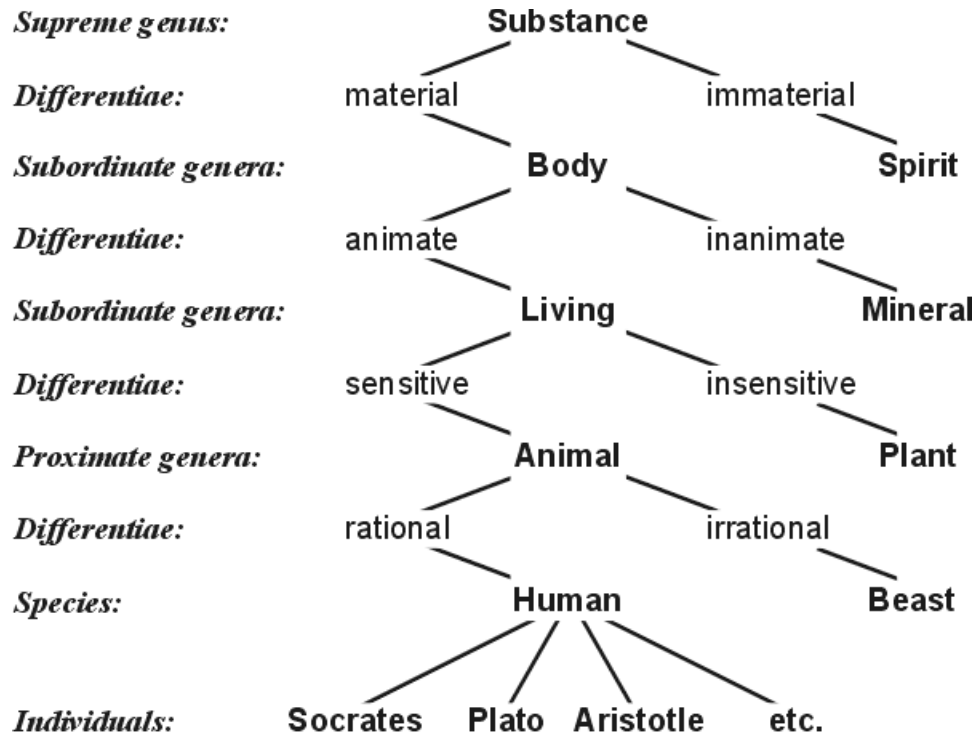 Supreme genus: Substance
Differentiae: material immaterial
Subordinate genera: Body Spirit
Differentiae: animate inanimate
Subordinate genera: Living Mineral
Differentiae: sensitive insensitive
Proximate genera: Animal Plant
Differentiae: rational irrational
Species: Human Beast
Individuals: Socrates Plato Aristotle etc.